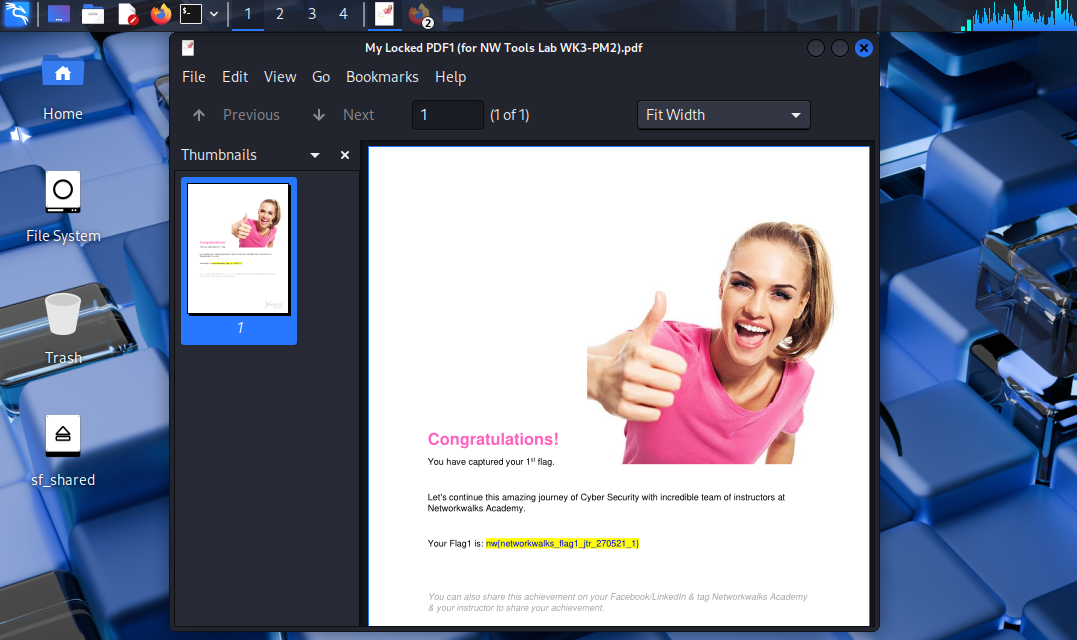 1 2 3 4
2
My Locked PDF1 (for NW Tools Lab WK3-PM2).pdf
File Edit View Go Bookmarks Help
Previous Next 1 (1 of 1) Fit Width
Thumbnails
1
Home
File System
Trash
sf_shared
Congratulations!
You have captured your 1st flag.
Let's continue this amazing journey of Cyber Security with incredible team of instructors at
Networkwalks Academy.
Your Flag1 is: nw{networkwalks_flag1_jtr_270521_1}
You can also share this achievement on your Facebook/LinkedIn & tag Networkwalks Academy
& your instructor to share your achievement.